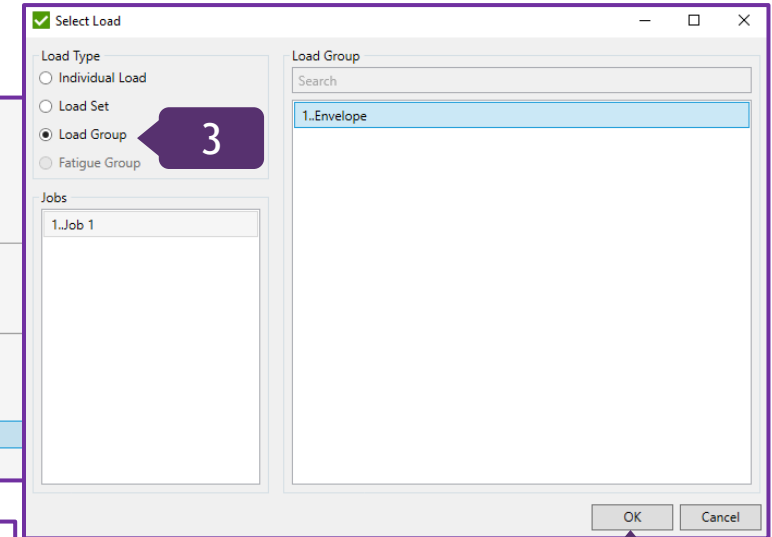 Select Load
Load Type
Individual Load
Load Set
Load Group
Fatigue Group
3
Jobs
1..Job 1
Load Group
Search
1..Envelope
OK
Cancel